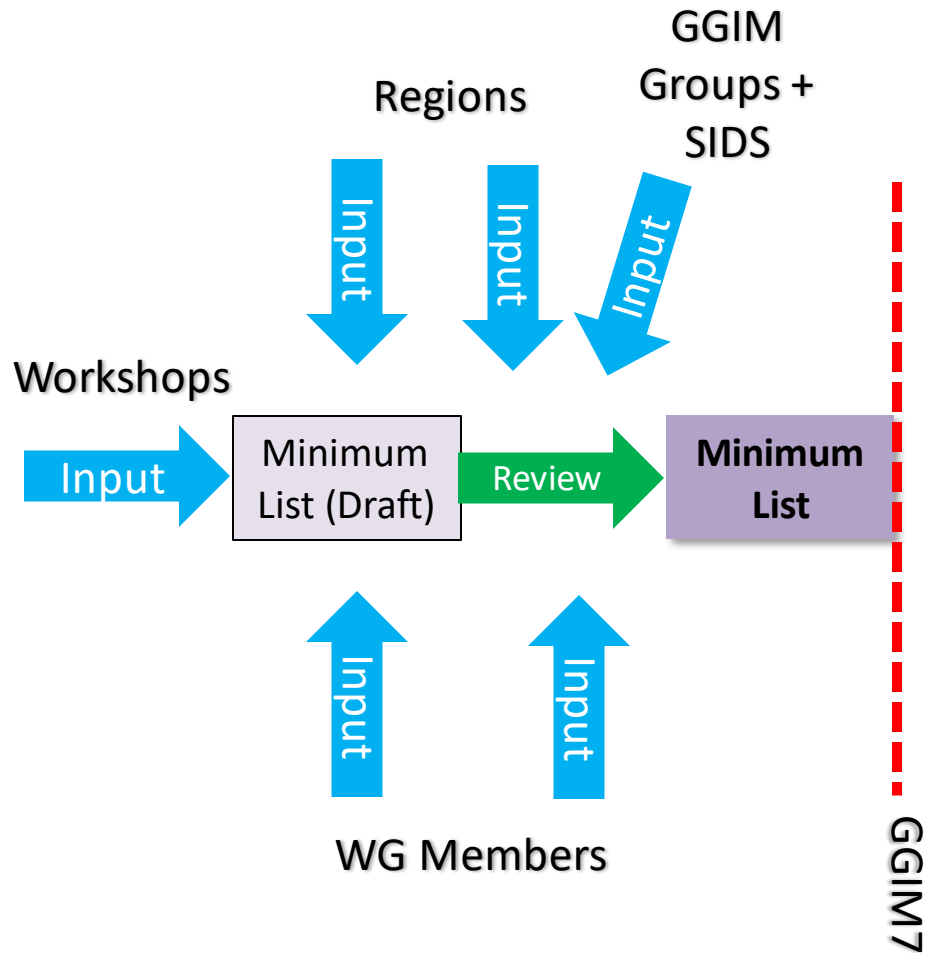 GGIM
Groups +
SIDS
Regions
Input
Input
Input
Workshops
Input
Minimum
List (Draft)
Review
Minimum
List
Input
Input
WG Members
GGIM7